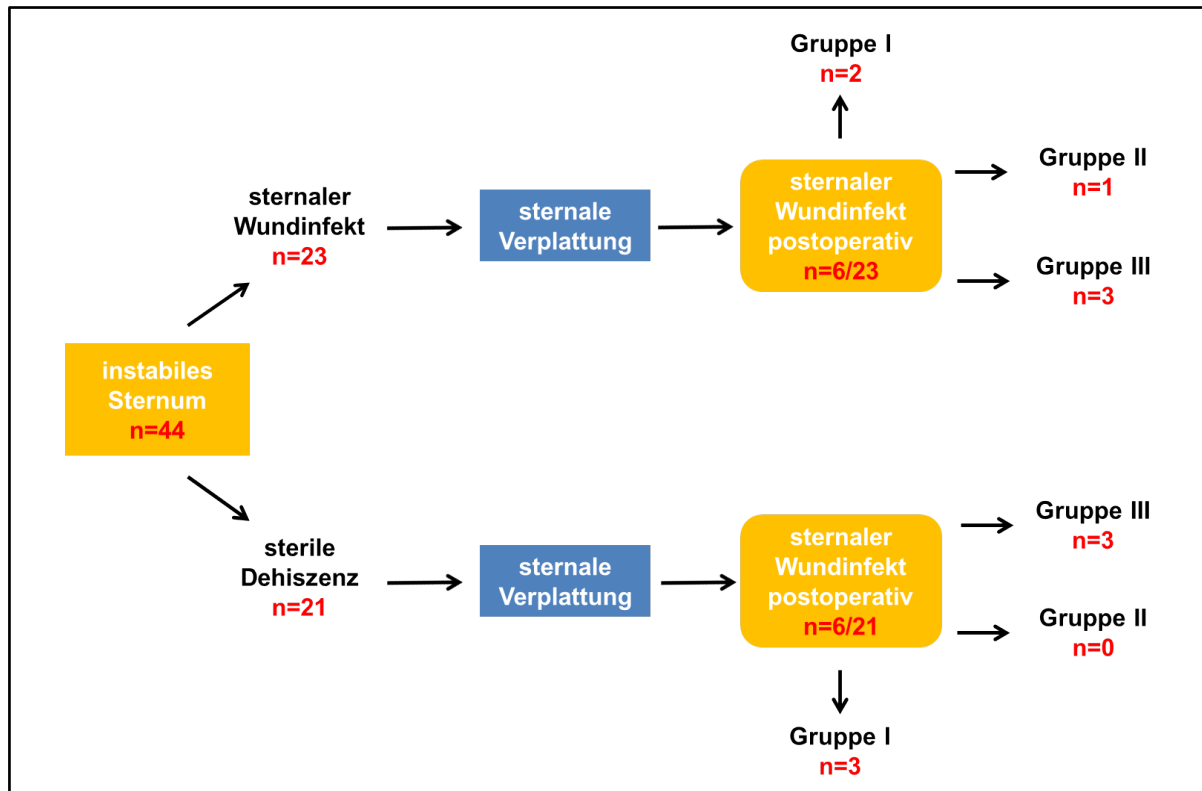 Gruppe I
n=2
sternaler
Wundinfekt
n=23
sternale
Verplattung
sternaler
Wundinfekt
postoperativ
n=6/23
Gruppe II
n=1
Gruppe III
n=3
instabiles
Sternum
n=44
sterile
Dehiszenz
n=21
sternale
Verplattung
sternaler
Wundinfekt
postoperativ
n=6/21
Gruppe III
n=3
Gruppe II
n=0
Gruppe I
n=3